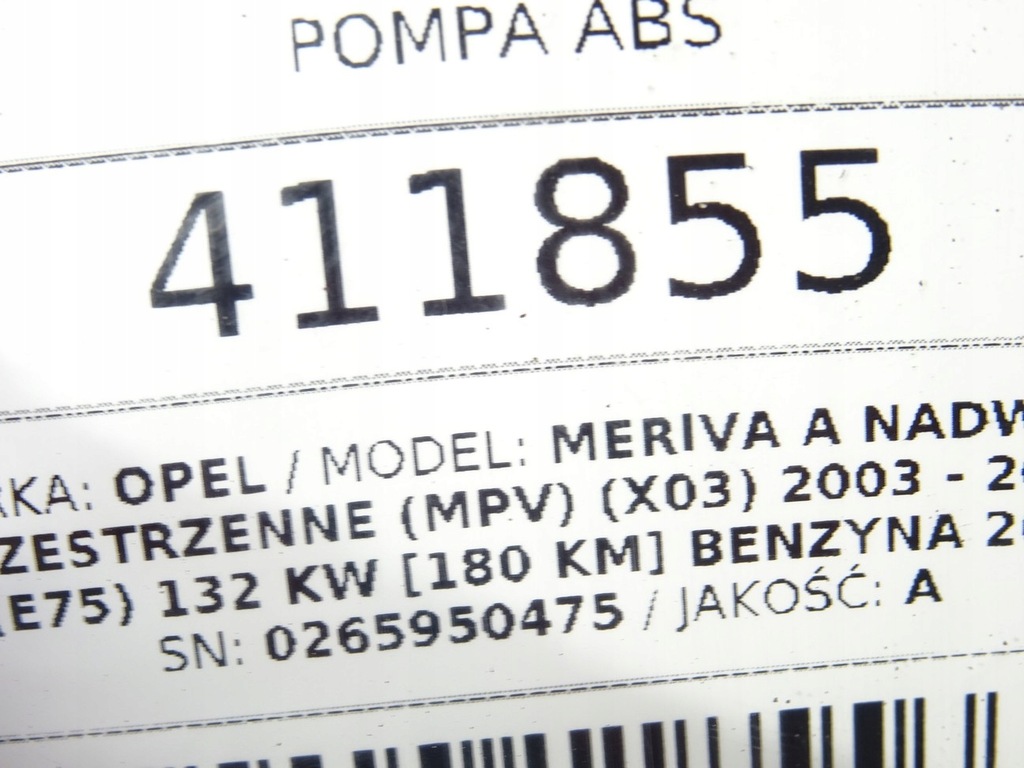 POMPA ABS
411855
RKA: OPEL / MODEL: MERIVA A NADW
ZESTRZENNE (MPV) (X03) 2003 - 2
(E75) 132 KW [180 KM] BENZYNA 2
SN: 0265950475 / JAKOŚĆ: A